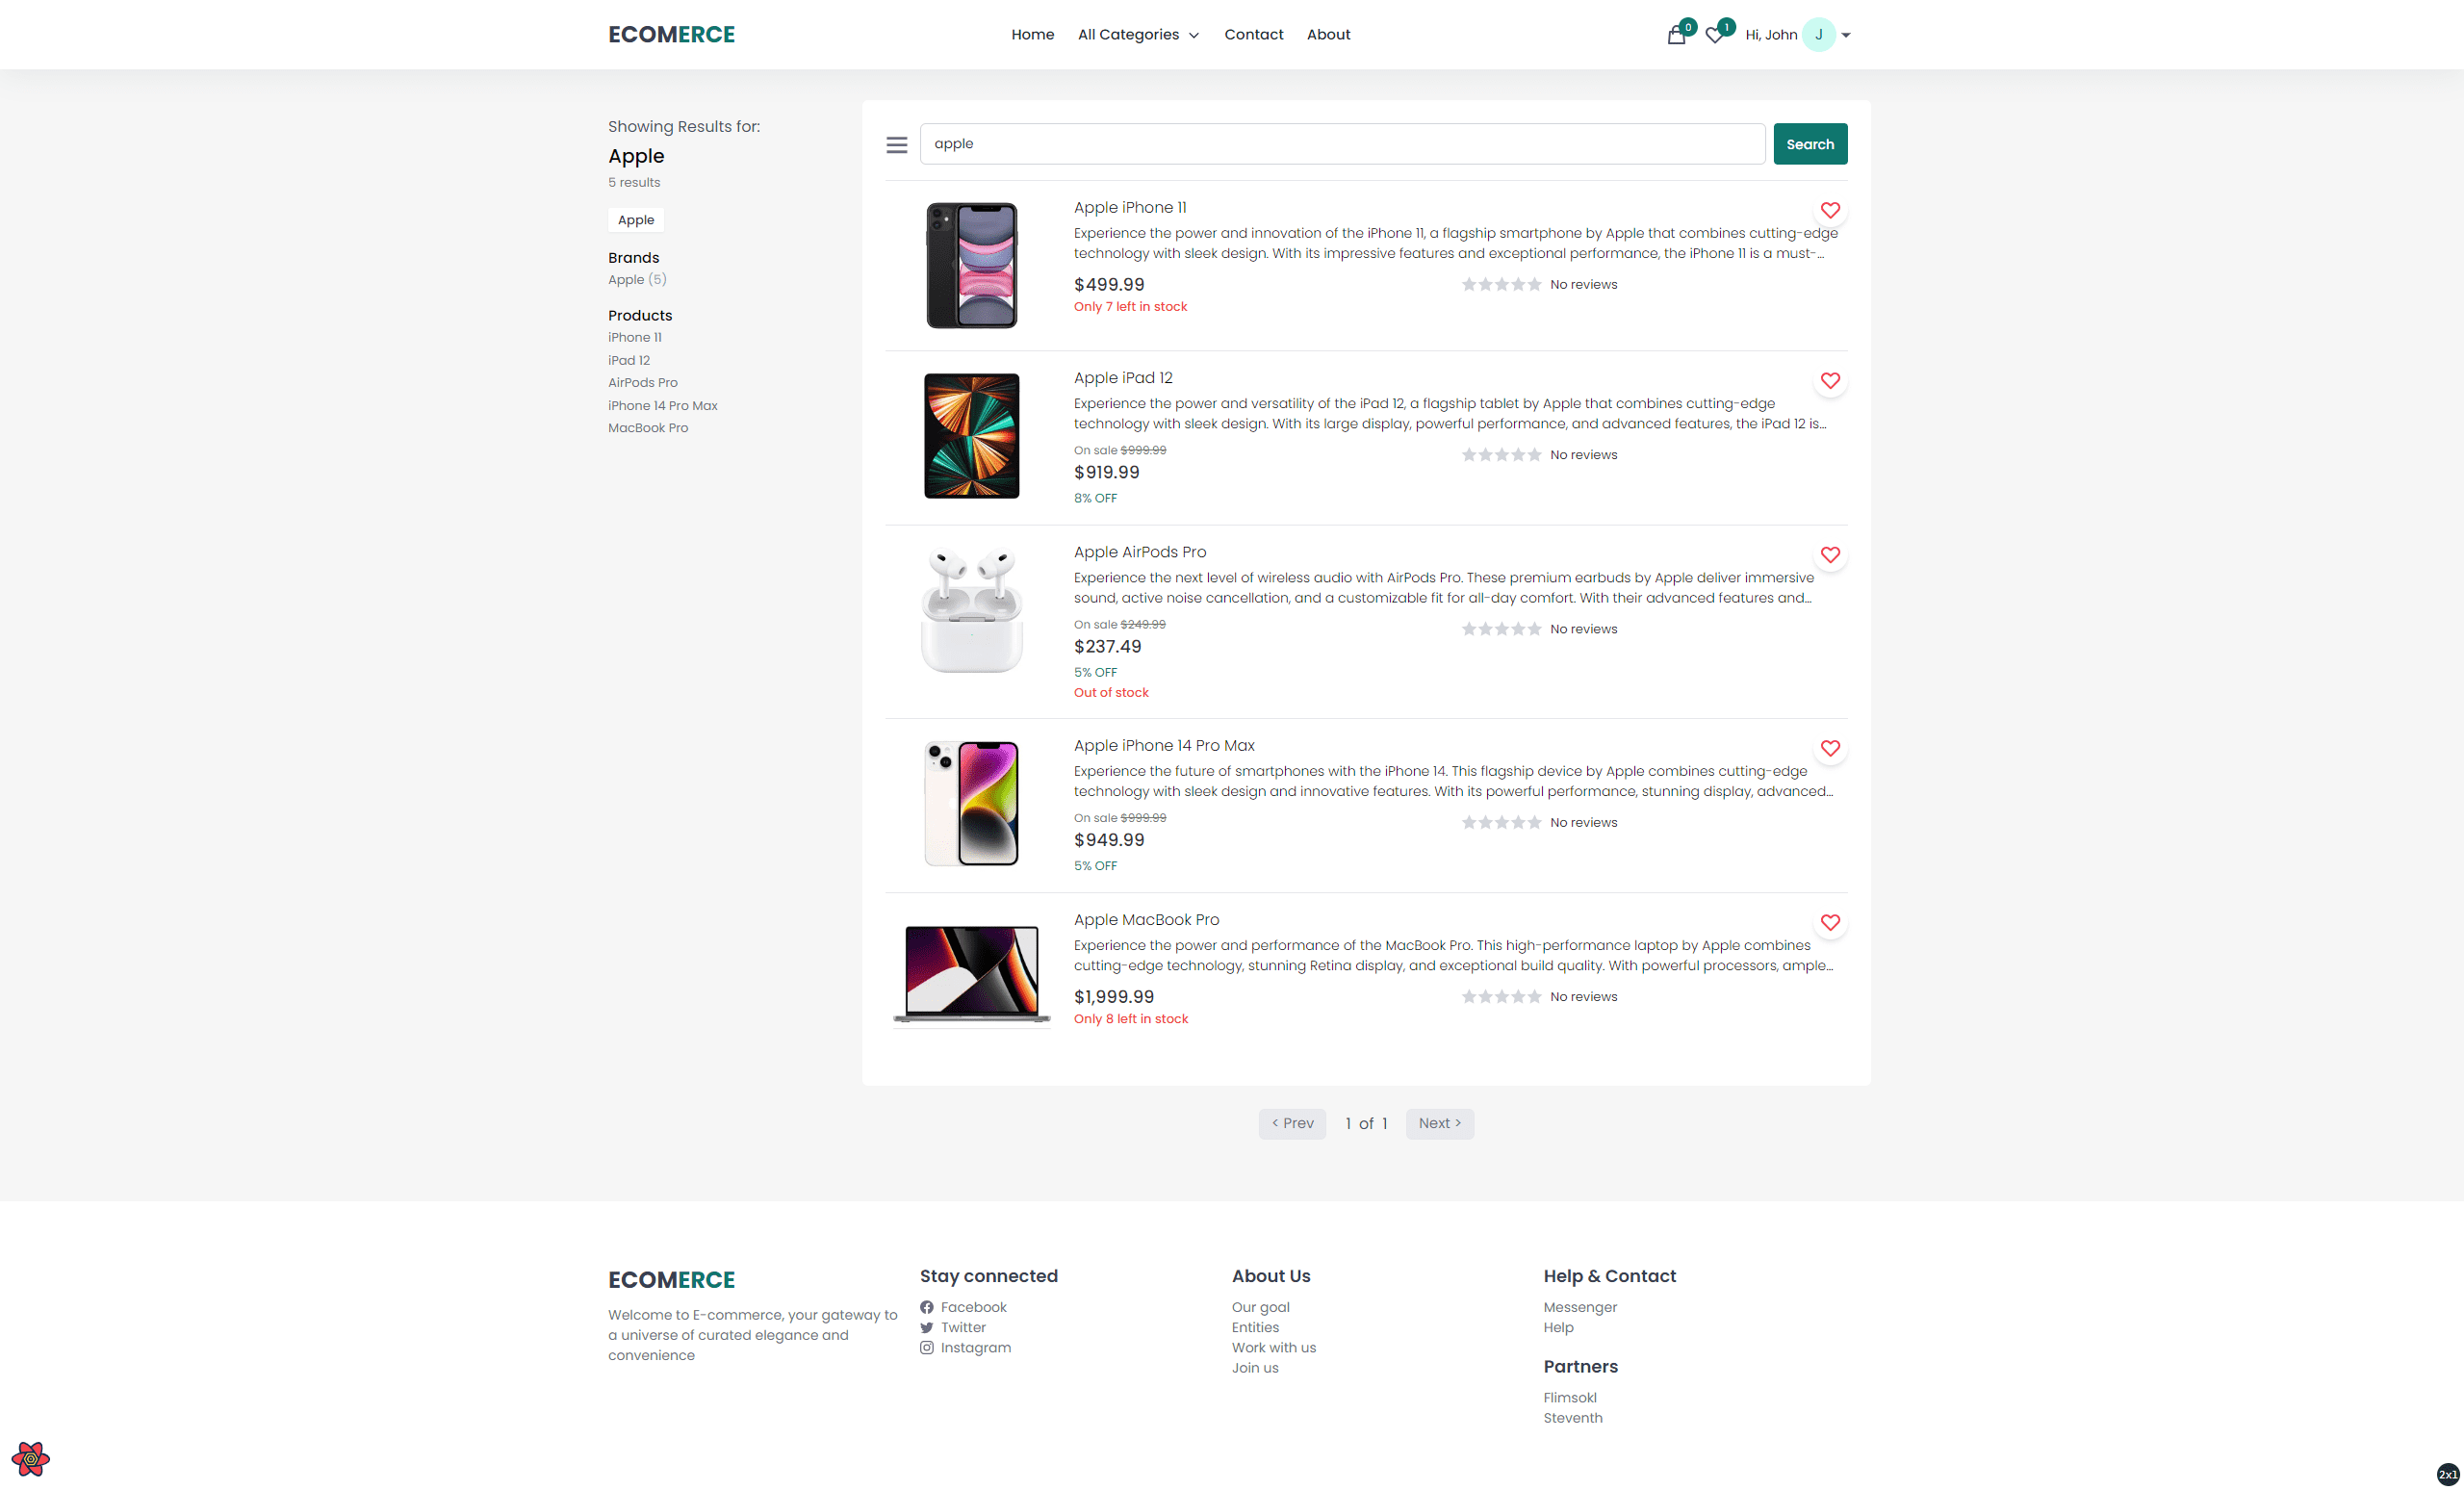 ECOMERCE
Home
All Categories
Contact
About
0
1
Hi, John
J
Showing Results for:
Apple
5 results
Apple
Brands
Apple (5)
Products
iPhone 11
iPad 12
AirPods Pro
iPhone 14 Pro Max
MacBook Pro
apple
Search
Apple iPhone 11
Experience the power and innovation of the iPhone 11, a flagship smartphone by Apple that combines cutting-edge
technology with sleek design. With its impressive features and exceptional performance, the iPhone 11 is a must-...
$499.99
Only 7 left in stock
No reviews
Apple iPad 12
Experience the power and versatility of the iPad 12, a flagship tablet by Apple that combines cutting-edge
technology with sleek design. With its large display, powerful performance, and advanced features, the iPad 12 is...
On sale $999.99
$919.99
8% OFF
No reviews
Apple AirPods Pro
Experience the next level of wireless audio with AirPods Pro. These premium earbuds by Apple deliver immersive
sound, active noise cancellation, and a customizable fit for all-day comfort. With their advanced features and...
On sale $249.99
$237.49
5% OFF
Out of stock
No reviews
Apple iPhone 14 Pro Max
Experience the future of smartphones with the iPhone 14. This flagship device by Apple combines cutting-edge
technology with sleek design and innovative features. With its powerful performance, stunning display, advanced...
On sale $999.99
$949.99
5% OFF
No reviews
Apple MacBook Pro
Experience the power and performance of the MacBook Pro. This high-performance laptop by Apple combines
cutting-edge technology, stunning Retina display, and exceptional build quality. With powerful processors, ample...
$1,999.99
Only 8 left in stock
No reviews
< Prev
1 of 1
Next >
ECOMERCE
Welcome to E-commerce, your gateway to
a universe of curated elegance and
convenience
Stay connected
Facebook
Twitter
Instagram
About Us
Our goal
Entities
Work with us
Join us
Help & Contact
Messenger
Help
Partners
Flimsokl
Steventh
2x1